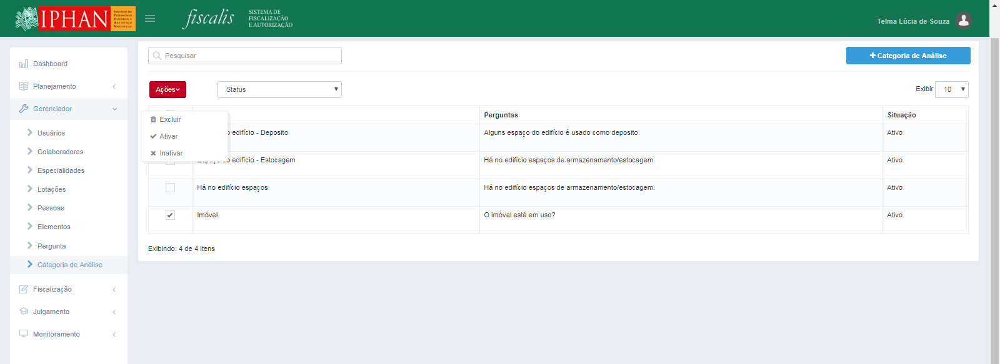 IPHAN
INSTITUTO DO
PATRIMÔNIO
HISTÓRICO E
ARTÍSTICO
NACIONAL
fiscalis
SISTEMA DE
FISCALIZAÇÃO
E AUTORIZAÇÃO
Telma Lúcia de Souza
Dashboard
Planejamento
Gerenciador
Usuários
Colaboradores
Especialidades
Lotações
Pessoas
Elementos
Pergunta
Categoria de Análise
Fiscalização
Julgamento
Monitoramento
Pesquisar
Categoria de Análise
Ações
Status
Exibir 10
Excluir
Ativar
Inativar
Perguntas Situação
edifício - Deposito Alguns espaço do edifício é usado como deposito. Ativo
edifício - Estocagem Há no edifício espaços de armazenamento/estocagem. Ativo
Há no edifício espaços Há no edifício espaços de armazenamento/estocagem. Ativo
Imóvel O imóvel está em uso? Ativo
Exibindo: 4 de 4 itens